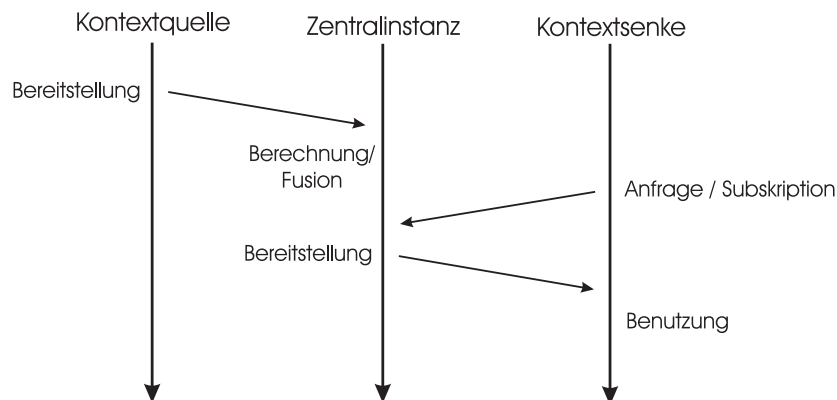 Kontextquelle
Zentralinstanz
Kontextsenke
Bereitstellung
Berechnung/
Fusion
Anfrage / Subskription
Bereitstellung
Benutzung